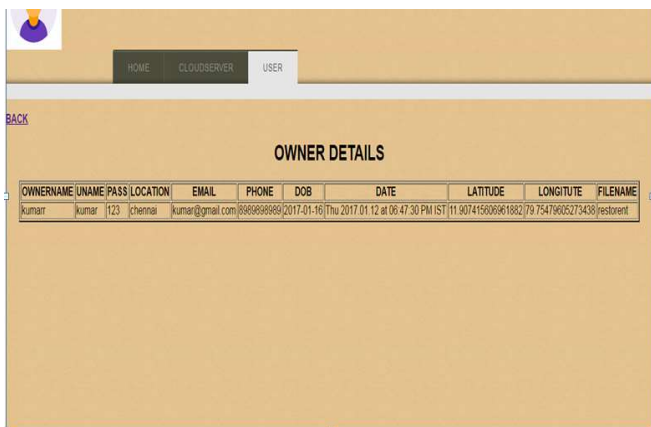 HOME CLOUDSERVER USER
BACK
OWNER DETAILS
OWNERNAME UNAME PASS LOCATION EMAIL PHONE DOB DATE LATITUDE LONGITUTE FILENAME
kumarr kumar 123 chennai kumar@gmail.com 8989898989 2017-01-16 Thu 2017.01.12 at 06:47:30 PM IST 11.907415606961882 79.75479605273438 restorent